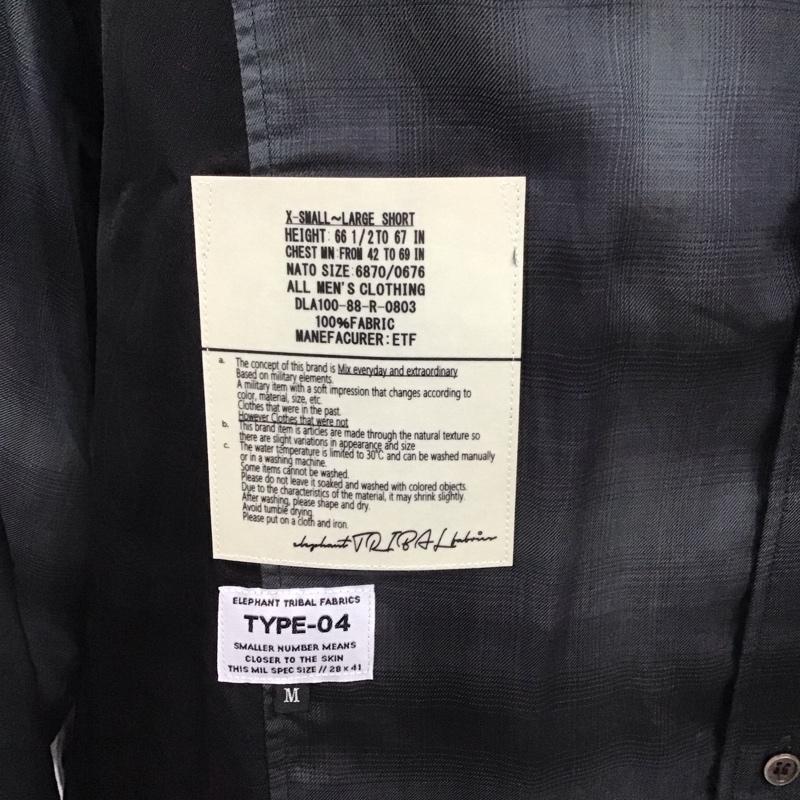 X-SMALL~LARGE SHORT
HEIGHT: 66 1/2TO 67 IN
CHEST MN FROM 42 TO 69 IN
NATO SIZE:6870/0676
ALL MEN'S CLOTHING
DLA100-88-R-0803
100%FABRIC
MANEFACURER:ETF
a. The concept of this brand is Mix everyday and extraordinary
Based on military elements.
A military item with a soft impression that changes according to
color, material, size, etc.
Clothes that were in the past.
However Clothes that were not
b. This brand item is articles are made through the natural texture so
there are slight variations in appearance and size
c. The water temperature is limited to 30℃ and can be washed manually
or in a washing machine.
Some items cannot be washed.
Please do not leave it soaked and washed with colored objects.
Due to the characteristics of the material, it may shrink slightly.
After washing, please shape and dry.
Avoid tumble drying.
Please put on a cloth and iron.
elephant TRIBAL fabrics
ELEPHANT TRIBAL FABRICS
TYPE-04
SMALLER NUMBER MEANS
CLOSER TO THE SKIN
THIS MIL SPEC SIZE // 28 x 41
M